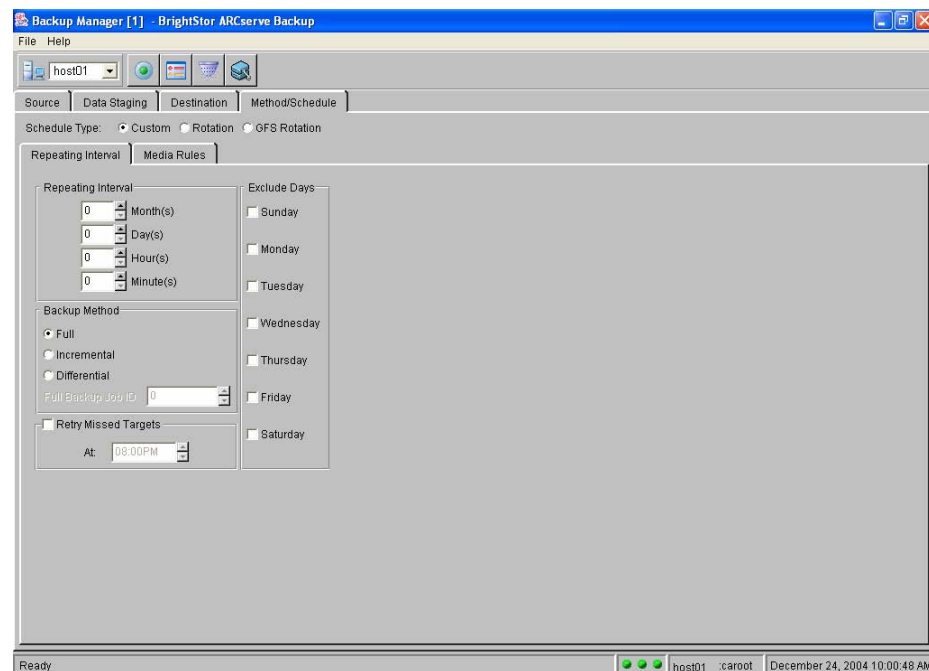 Backup Manager [1] - BrightStor ARCserve Backup
File Help
host01
Source Data Staging Destination Method/Schedule
Schedule Type: Custom Rotation GFS Rotation
Repeating Interval Media Rules
Repeating Interval
0 Month(s)
0 Day(s)
0 Hour(s)
0 Minute(s)
Backup Method
Full
Incremental
Differential
Full Backup Job ID 0
Retry Missed Targets
At: 08:00PM
Exclude Days
Sunday
Monday
Tuesday
Wednesday
Thursday
Friday
Saturday
Ready host01 :caroot December 24, 2004 10:00:48 AM